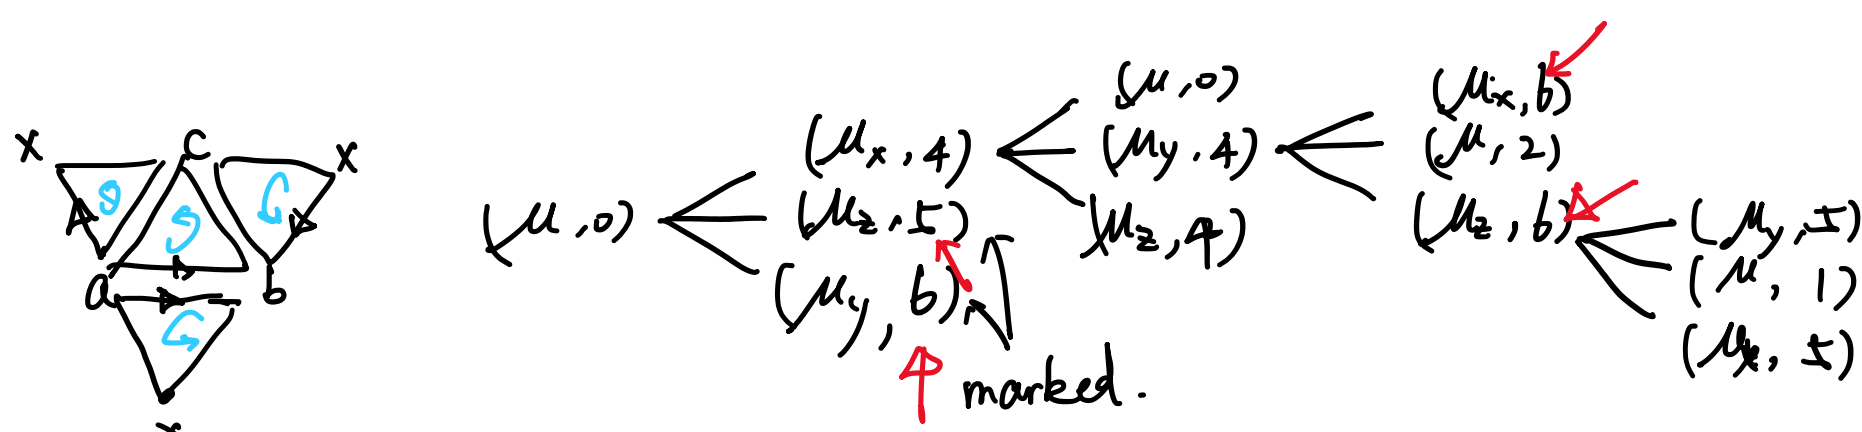 x c x
a b
x
(μ, 0)
(μx, 4)
(μz, 5)
(μy, 6)
marked.
(μ, 0)
(μy, 4)
(μz, 4)
(μx, 6)
(μ, 2)
(μz, 6)
(μy, 5)
(μ, 1)
(μx, 5)